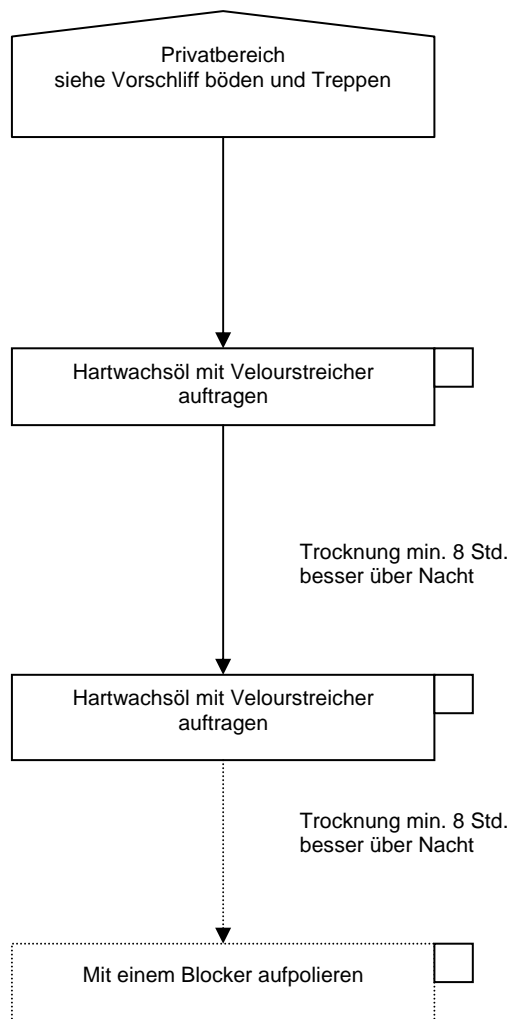 Privatbereich
siehe Vorschliff böden und Treppen
Hartwachsöl mit Velourstreicher
auftragen
Trocknung min. 8 Std.
besser über Nacht
Hartwachsöl mit Velourstreicher
auftragen
Trocknung min. 8 Std.
besser über Nacht
Mit einem Blocker aufpolieren